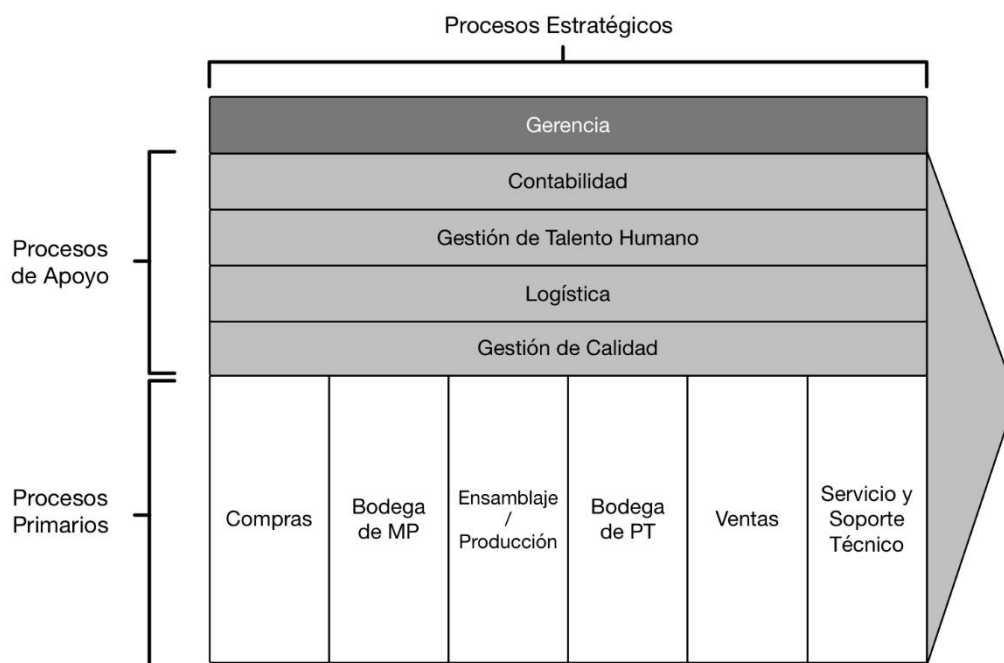 Procesos Estratégicos
Gerencia
Contabilidad
Gestión de Talento Humano
Logística
Gestión de Calidad
Procesos
de Apoyo
Procesos
Primarios
Compras
Bodega
de MP
Ensamblaje
/
Producción
Bodega
de PT
Ventas
Servicio y
Soporte
Técnico